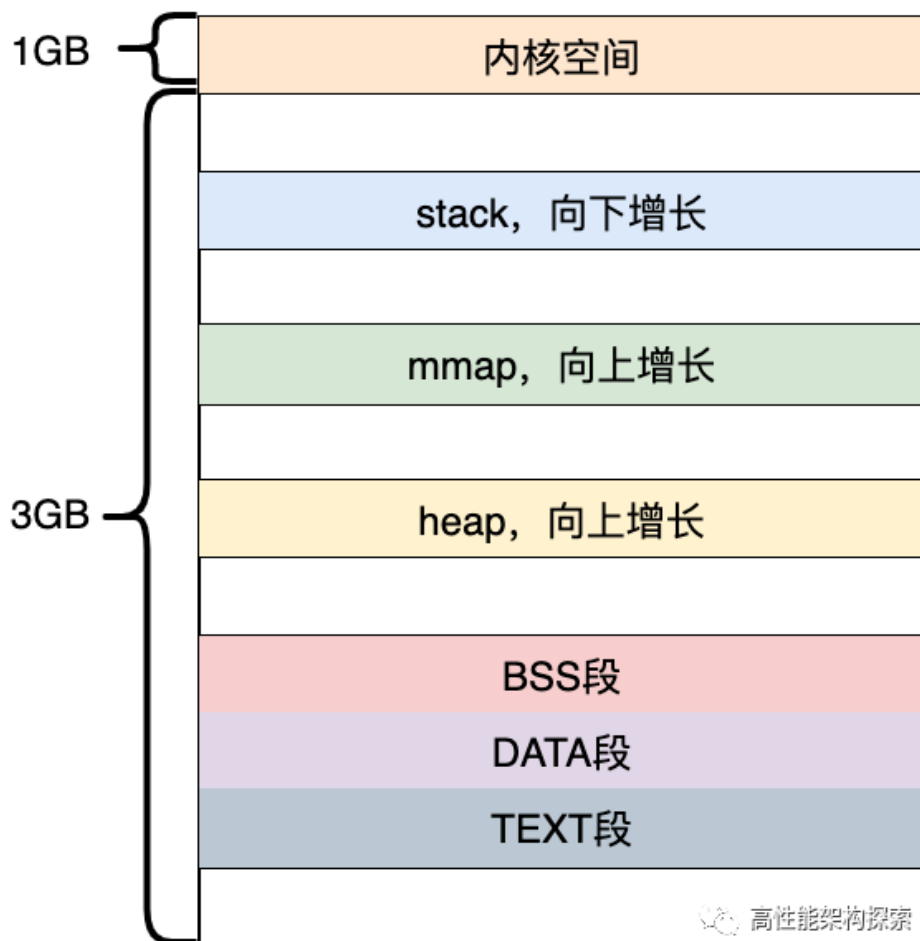 1GB
内核空间
stack，向下增长
mmap，向上增长
3GB
heap，向上增长
BSS段
DATA段
TEXT段
高性能架构探索